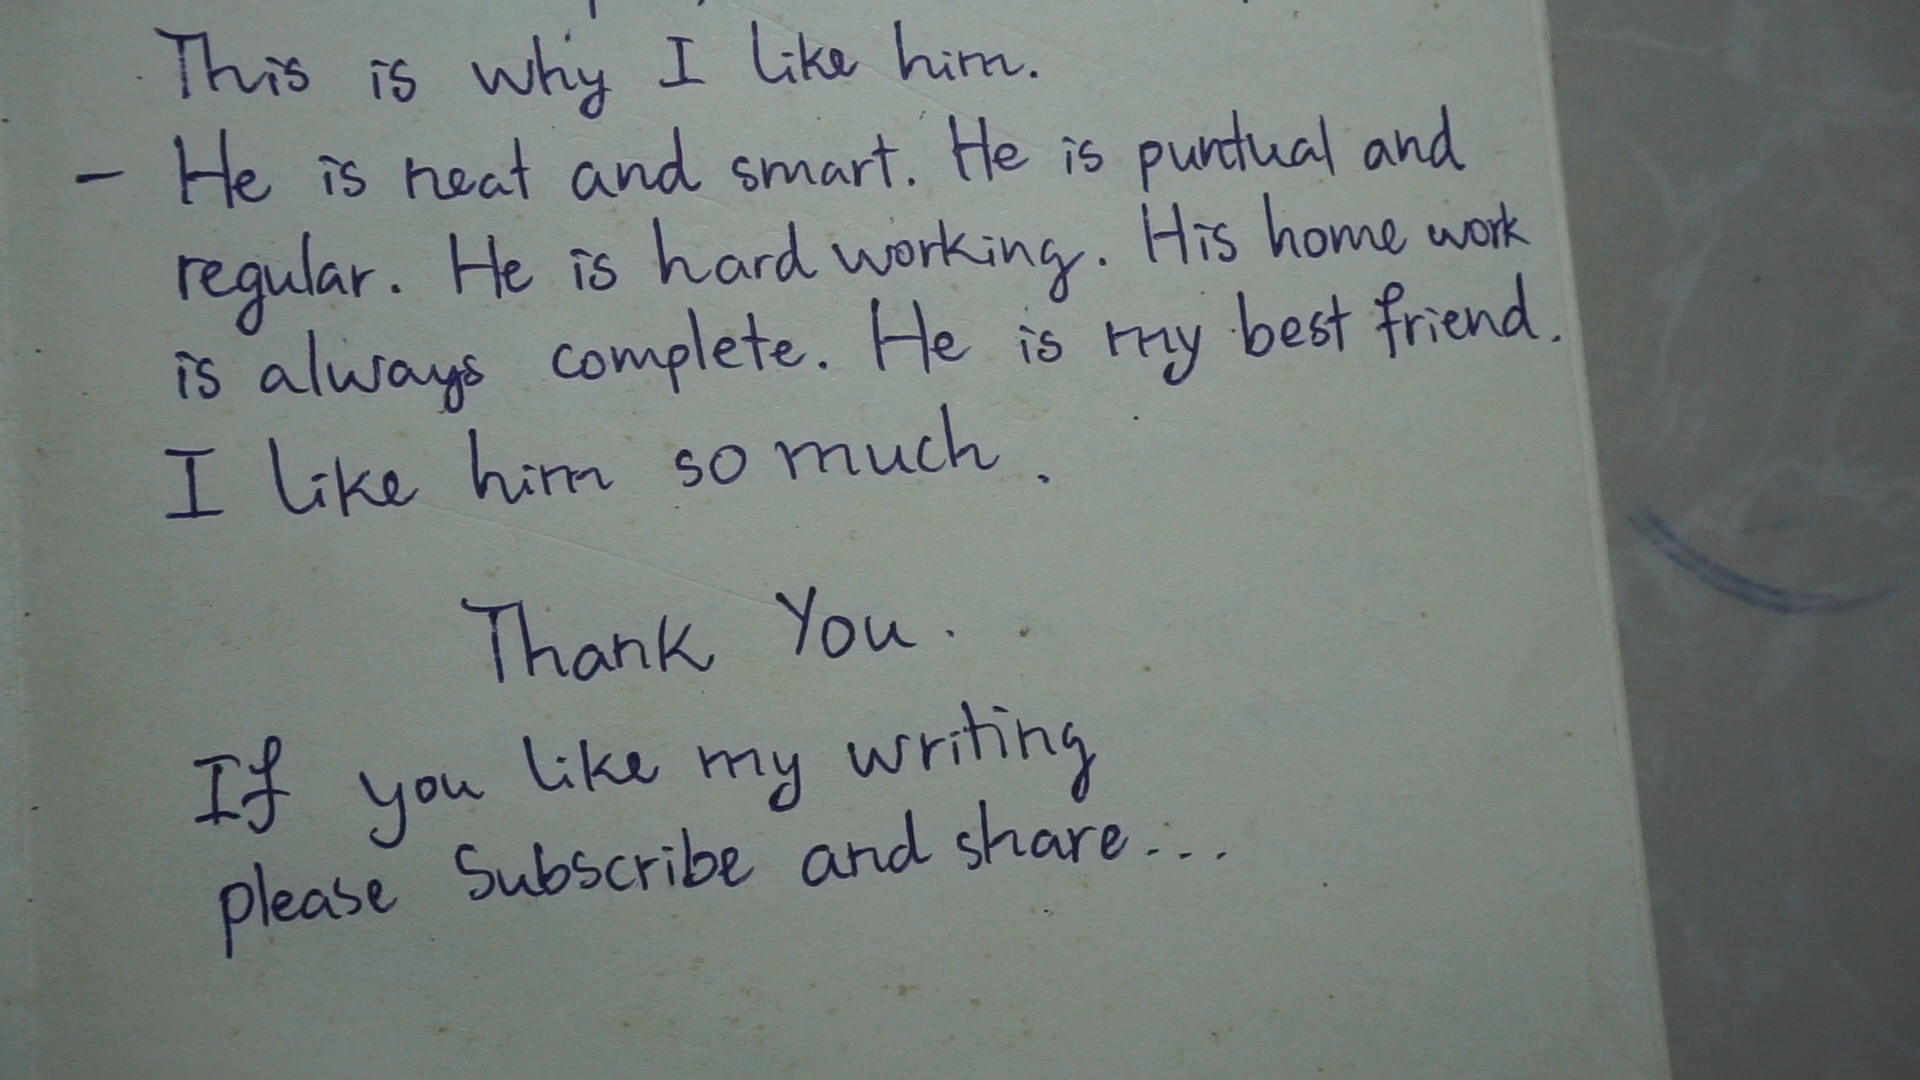 This is why I like him.
- He is neat and smart. He is puntual and
regular. He is hard working. His home work
is always complete. He is my best friend.
I like him so much.
Thank You.
If you like my writing
please Subscribe and share...